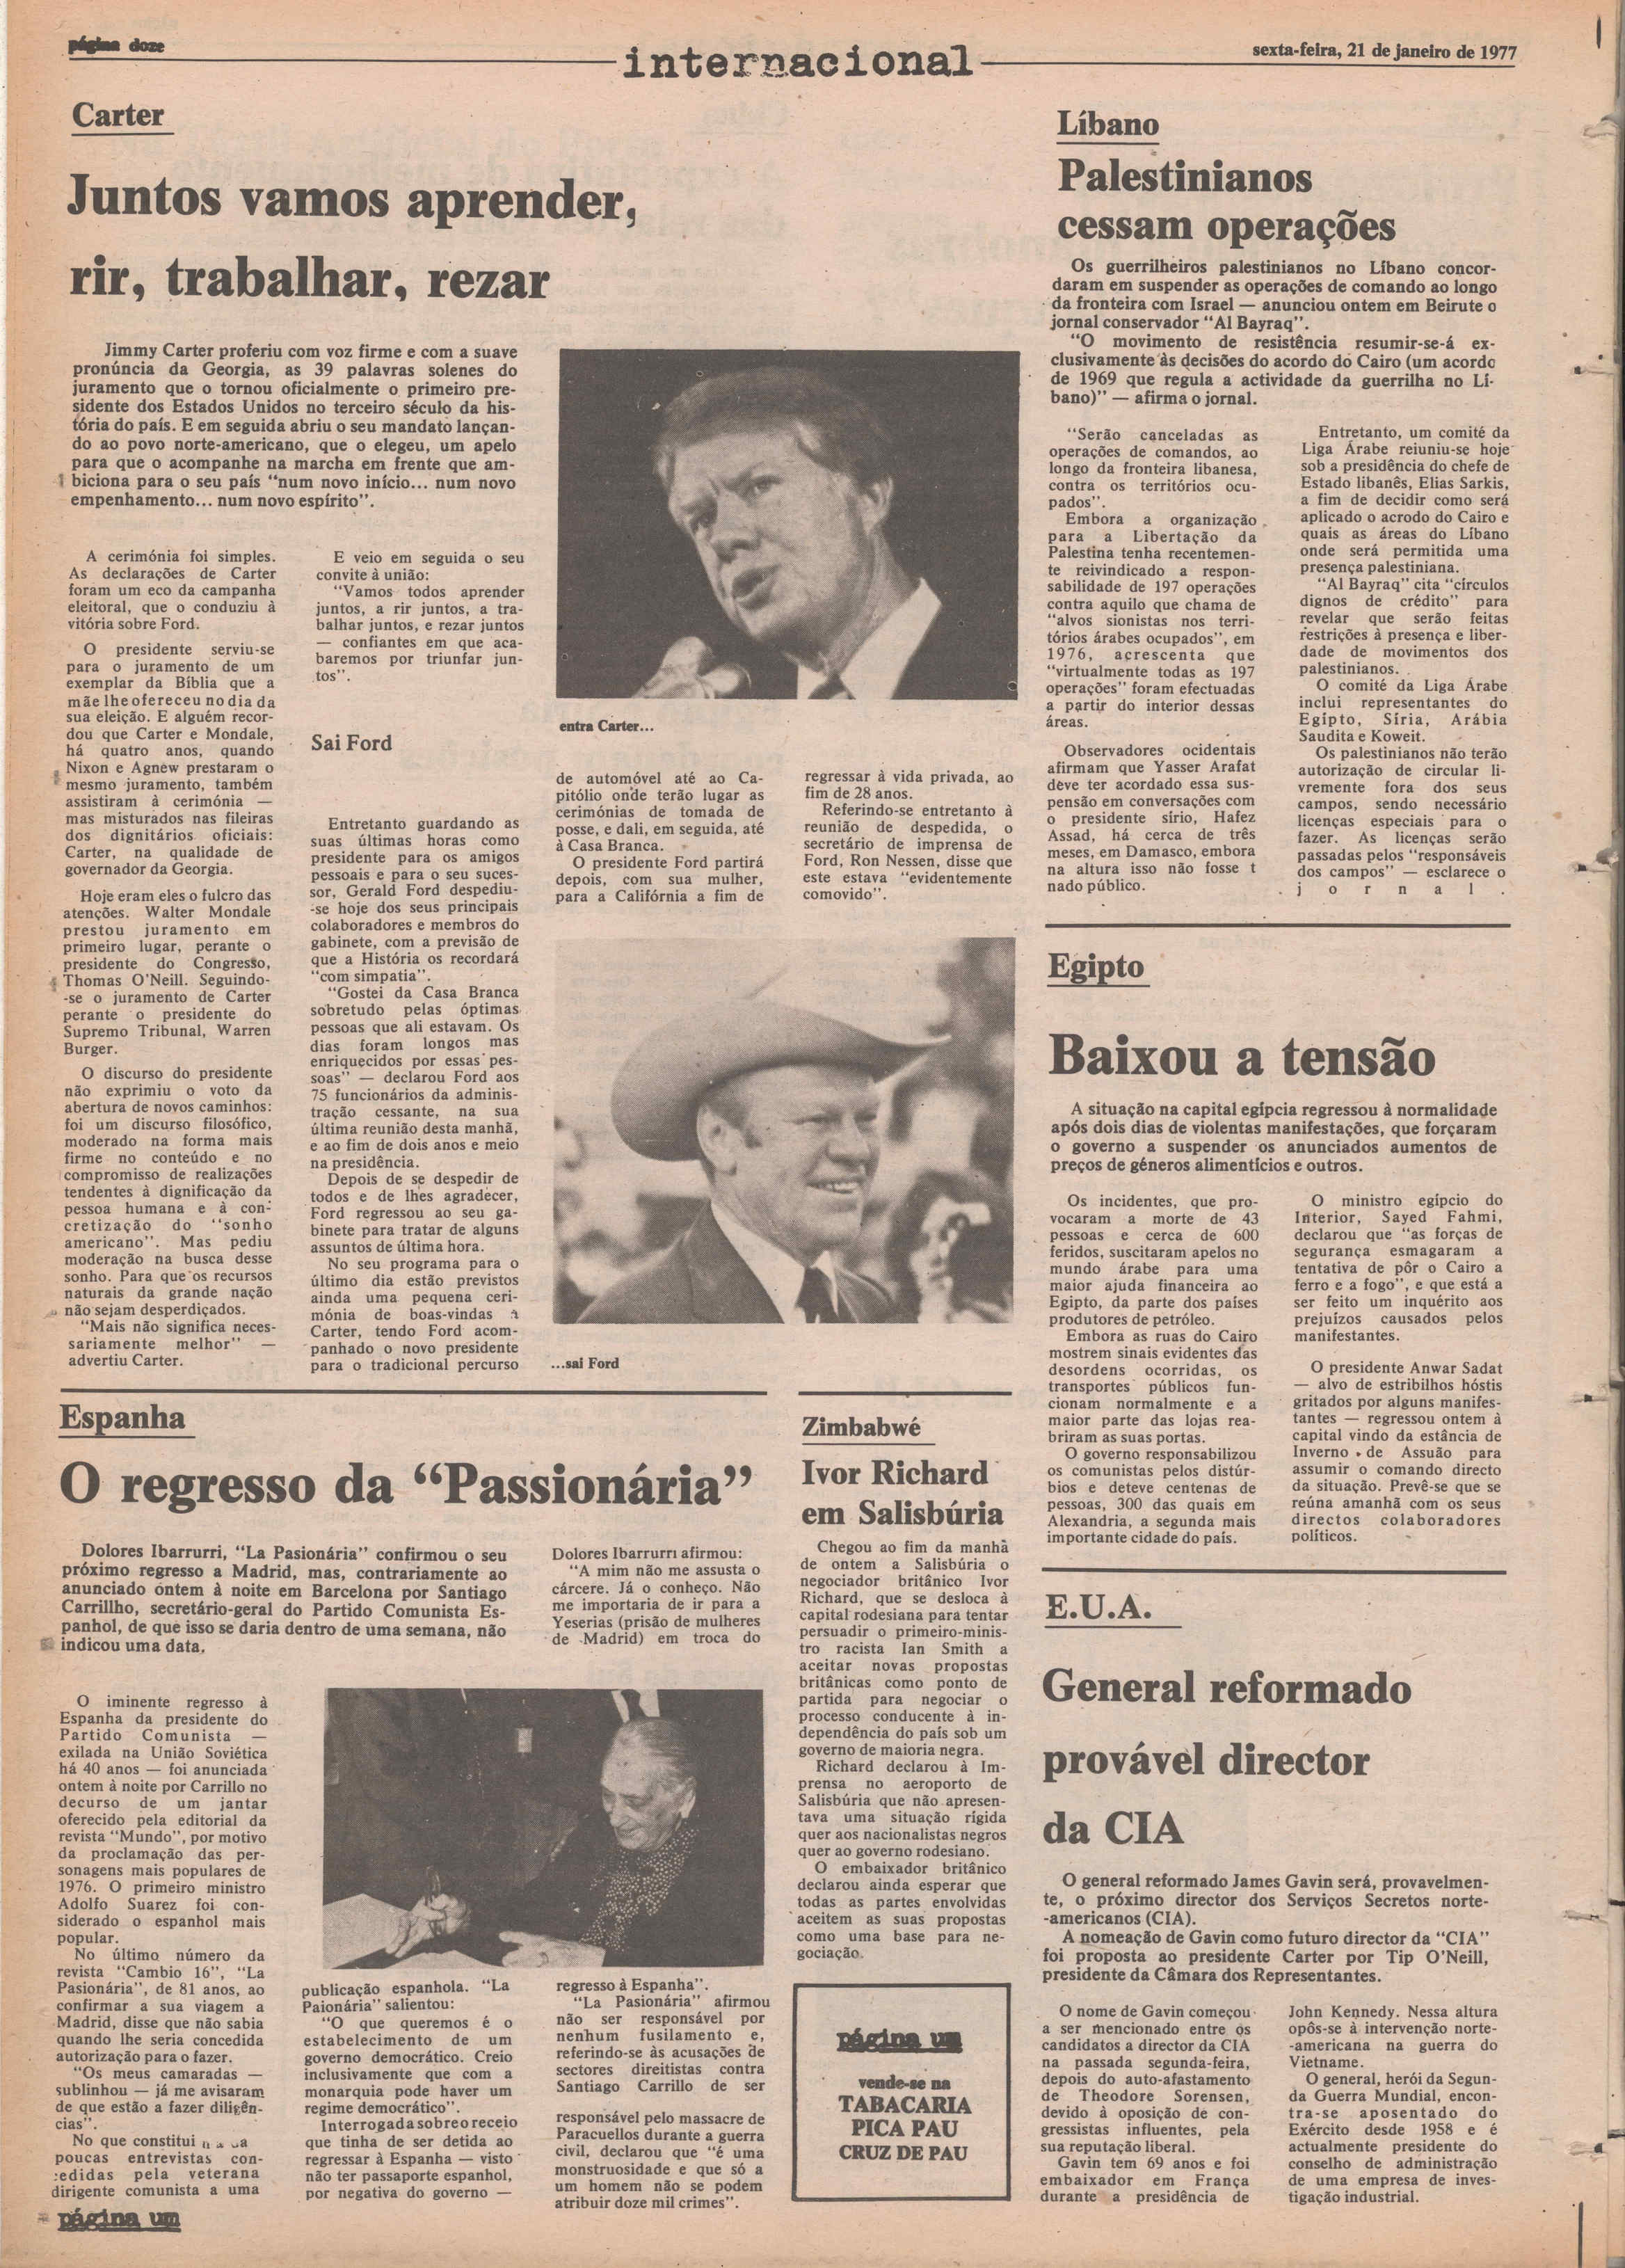 página doze
internacional
sexta-feira, 21 de janeiro de 1977
Carter
Juntos vamos aprender,
rir, trabalhar, rezar
Jimmy Carter proferiu com voz firme e com a suave
pronúncia da Georgia, as 39 palavras solenes do
juramento que o tornou oficialmente o primeiro pre-
sidente dos Estados Unidos no terceiro século da his-
tória do país. E em seguida abriu o seu mandato lançan-
do ao povo norte-americano, que o elegeu, um apelo
para que o acompanhe na marcha em frente que am-
biciona para o seu país "num novo início... num novo
empenhamento... num novo espírito".
A cerimónia foi simples.
As declarações de Carter
foram um eco da campanha
eleitoral, que o conduziu à
vitória sobre Ford.
O presidente serviu-se
para o juramento de um
exemplar da Bíblia que a
mãe lhe ofereceu no dia da
sua eleição. E alguém recor-
dou que Carter e Mondale,
há quatro anos, quando
Nixon e Agnew prestaram o
mesmo juramento, também
assistiram à cerimónia —
mas misturados nas fileiras
dos dignitários oficiais:
Carter, na qualidade de
governador da Georgia.
Hoje eram eles o fulcro das
atenções. Walter Mondale
prestou juramento em
primeiro lugar, perante o
presidente do Congresso,
Thomas O'Neill. Seguindo-
-se o juramento de Carter
perante o presidente do
Supremo Tribunal, Warren
Burger.
O discurso do presidente
não exprimiu o voto da
abertura de novos caminhos:
foi um discurso filosófico,
moderado na forma mais
firme no conteúdo e no
compromisso de realizações
tendentes à dignificação da
pessoa humana e à con-
cretização do "sonho
americano". Mas pediu
moderação na busca desse
sonho. Para que os recursos
naturais da grande nação
não sejam desperdiçados.
"Mais não significa neces-
sariamente melhor" —
advertiu Carter.
E veio em seguida o seu
convite à união:
"Vamos todos aprender
juntos, a rir juntos, a tra-
balhar juntos, e rezar juntos
— confiantes em que aca-
baremos por triunfar jun-
tos".
Sai Ford
Entretanto guardando as
suas últimas horas como
presidente para os amigos
pessoais e para o seu suces-
sor, Gerald Ford despediu-
-se hoje dos seus principais
colaboradores e membros do
gabinete, com a previsão de
que a História os recordará
"com simpatia".
"Gostei da Casa Branca
sobretudo pelas óptimas
pessoas que ali estavam. Os
dias foram longos mas
enriquecidos por essas pes-
soas" — declarou Ford aos
75 funcionários da adminis-
tração cessante, na sua
última reunião desta manhã,
e ao fim de dois anos e meio
na presidência.
Depois de se despedir de
todos e de lhes agradecer,
Ford regressou ao seu ga-
binete para tratar de alguns
assuntos de última hora.
No seu programa para o
último dia estão previstos
ainda uma pequena ceri-
mónia de boas-vindas a
Carter, tendo Ford acom-
panhado o novo presidente
para o tradicional percurso
entra Carter...
de automóvel até ao Ca-
pitólio onde terão lugar as
cerimónias de tomada de
posse, e dali, em seguida, até
à Casa Branca.
O presidente Ford partirá
depois, com sua mulher,
para a Califórnia a fim de
regressar à vida privada, ao
fim de 28 anos.
Referindo-se entretanto à
reunião de despedida, o
secretário de imprensa de
Ford, Ron Nessen, disse que
este estava "evidentemente
comovido".
...sai Ford
Líbano
Palestinianos
cessam operações
Os guerrilheiros palestinianos no Líbano concor-
daram em suspender as operações de comando ao longo
da fronteira com Israel — anunciou ontem em Beirute o
jornal conservador "Al Bayraq".
"O movimento de resistência resumir-se-á ex-
clusivamente às decisões do acordo do Cairo (um acordo
de 1969 que regula a actividade da guerrilha no Lí-
bano)" — afirma o jornal.
"Serão canceladas as
operações de comandos, ao
longo da fronteira libanesa,
contra os territórios ocu-
pados".
Embora a organização
para a Libertação da
Palestina tenha recentemen-
te reivindicado a respon-
sabilidade de 197 operações
contra aquilo que chama de
"alvos sionistas nos terri-
tórios árabes ocupados", em
1976, acrescenta que
"virtualmente todas as 197
operações" foram efectuadas
a partir do interior dessas
áreas.
Observadores ocidentais
afirmam que Yasser Arafat
deve ter acordado essa sus-
pensão em conversações com
o presidente sírio, Hafez
Assad, há cerca de três
meses, em Damasco, embora
na altura isso não fosse t
nado público.
Entretanto, um comité da
Liga Árabe reiuniu-se hoje
sob a presidência do chefe de
Estado libanês, Elias Sarkis,
a fim de decidir como será
aplicado o acrodo do Cairo e
quais as áreas do Líbano
onde será permitida uma
presença palestiniana.
"Al Bayraq" cita "círculos
dignos de crédito" para
revelar que serão feitas
restrições à presença e liber-
dade de movimentos dos
palestinianos.
O comité da Liga Árabe
inclui representantes do
Egípto, Síria, Arábia
Saudita e Koweit.
Os palestinianos não terão
autorização de circular li-
vremente fora dos seus
campos, sendo necessário
licenças especiais para o
fazer. As licenças serão
passadas pelos "responsáveis
dos campos" — esclarece o
j o r n a l .
Egipto
Baixou a tensão
A situação na capital egípcia regressou à normalidade
após dois dias de violentas manifestações, que forçaram
o governo a suspender os anunciados aumentos de
preços de géneros alimentícios e outros.
Os incidentes, que pro-
vocaram a morte de 43
pessoas e cerca de 600
feridos, suscitaram apelos no
mundo árabe para uma
maior ajuda financeira ao
Egipto, da parte dos países
produtores de petróleo.
Embora as ruas do Cairo
mostrem sinais evidentes das
desordens ocorridas, os
transportes públicos fun-
cionam normalmente e a
maior parte das lojas rea-
briram as suas portas.
O governo responsabilizou
os comunistas pelos distúr-
bios e deteve centenas de
pessoas, 300 das quais em
Alexandria, a segunda mais
importante cidade do país.
O ministro egípcio do
Interior, Sayed Fahmi,
declarou que "as forças de
segurança esmagaram a
tentativa de pôr o Cairo a
ferro e a fogo", e que está a
ser feito um inquérito aos
prejuízos causados pelos
manifestantes.
O presidente Anwar Sadat
— alvo de estribilhos hóstis
gritados por alguns manifes-
tantes — regressou ontem à
capital vindo da estância de
Inverno de Assuão para
assumir o comando directo
da situação. Prevê-se que se
reúna amanhã com os seus
directos colaboradores
políticos.
Espanha
O regresso da "Passionária"
Dolores Ibarrurri, "La Pasionária" confirmou o seu
próximo regresso a Madrid, mas, contrariamente ao
anunciado ontem à noite em Barcelona por Santiago
Carrillho, secretário-geral do Partido Comunista Es-
panhol, de que isso se daria dentro de uma semana, não
indicou uma data.
O iminente regresso à
Espanha da presidente do
Partido Comunista —
exilada na União Soviética
há 40 anos — foi anunciada
ontem à noite por Carrillo no
decurso de um jantar
oferecido pela editorial da
revista "Mundo", por motivo
da proclamação das per-
sonagens mais populares de
1976. O primeiro ministro
Adolfo Suarez foi con-
siderado o espanhol mais
popular.
No último número da
revista "Cambio 16", "La
Pasionária", de 81 anos, ao
confirmar a sua viagem a
Madrid, disse que não sabia
quando lhe seria concedida
autorização para o fazer.
"Os meus camaradas —
sublinhou — já me avisaram
de que estão a fazer diligên-
cias".
No que constitui
poucas entrevistas con-
cedidas pela veterana
dirigente comunista a uma
publicação espanhola. "La
Paionária" salientou:
"O que queremos é o
estabelecimento de um
governo democrático. Creio
inclusivamente que com a
monarquia pode haver um
regime democrático".
Interrogada sobre o receio
que tinha de ser detida ao
regressar à Espanha — visto
não ter passaporte espanhol,
por negativa do governo —
Dolores Ibarrurri afirmou:
"A mim não me assusta o
cárcere. Já o conheço. Não
me importaria de ir para a
Yeserias (prisão de mulheres
de Madrid) em troca do
regresso à Espanha".
"La Pasionária" afirmou
não ser responsável por
nenhum fusilamento e,
referindo-se às acusações de
sectores direitistas contra
Santiago Carrillo de ser
responsável pelo massacre de
Paracuellos durante a guerra
civil, declarou que "é uma
monstruosidade e que só a
um homem não se podem
atribuir doze mil crimes".
Zimbabwé
Ivor Richard
em Salisbúria
Chegou ao fim da manhã
de ontem a Salisbúria o
negociador britânico Ivor
Richard, que se desloca à
capital rodesiana para tentar
persuadir o primeiro-minis-
tro racista Ian Smith a
aceitar novas propostas
britânicas como ponto de
partida para negociar o
processo conducente à in-
dependência do país sob um
governo de maioria negra.
Richard declarou à Im-
prensa no aeroporto de
Salisbúria que não apresen-
tava uma situação rígida
quer aos nacionalistas negros
quer ao governo rodesiano.
O embaixador britânico
declarou ainda esperar que
todas as partes envolvidas
aceitem as suas propostas
como uma base para ne-
gociação.
página um
vende-se na
TABACARIA
PICA PAU
CRUZ DE PAU
E.U.A.
General reformado
provável director
da CIA
O general reformado James Gavin será, provavelmen-
te, o próximo director dos Serviços Secretos norte-
-americanos (CIA).
A nomeação de Gavin como futuro director da "CIA"
foi proposta ao presidente Carter por Tip O'Neill,
presidente da Câmara dos Representantes.
O nome de Gavin começou
a ser mencionado entre os
candidatos a director da CIA
na passada segunda-feira,
depois do auto-afastamento
de Theodore Sorensen,
devido à oposição de con-
gressistas influentes, pela
sua reputação liberal.
Gavin tem 69 anos e foi
embaixador em França
durante a presidência de
John Kennedy. Nessa altura
opôs-se à intervenção norte-
-americana na guerra do
Vietname.
O general, herói da Segun-
da Guerra Mundial, encon-
tra-se aposentado do
Exército desde 1958 e é
actualmente presidente do
conselho de administração
de uma empresa de inves-
tigação industrial.
página um